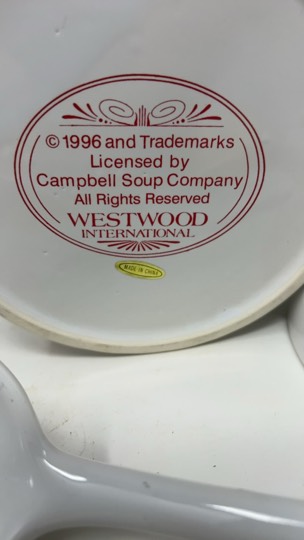 © 1996 and Trademarks
Licensed by
Campbell Soup Company
All Rights Reserved
WESTWOOD
INTERNATIONAL
MADE IN CHINA